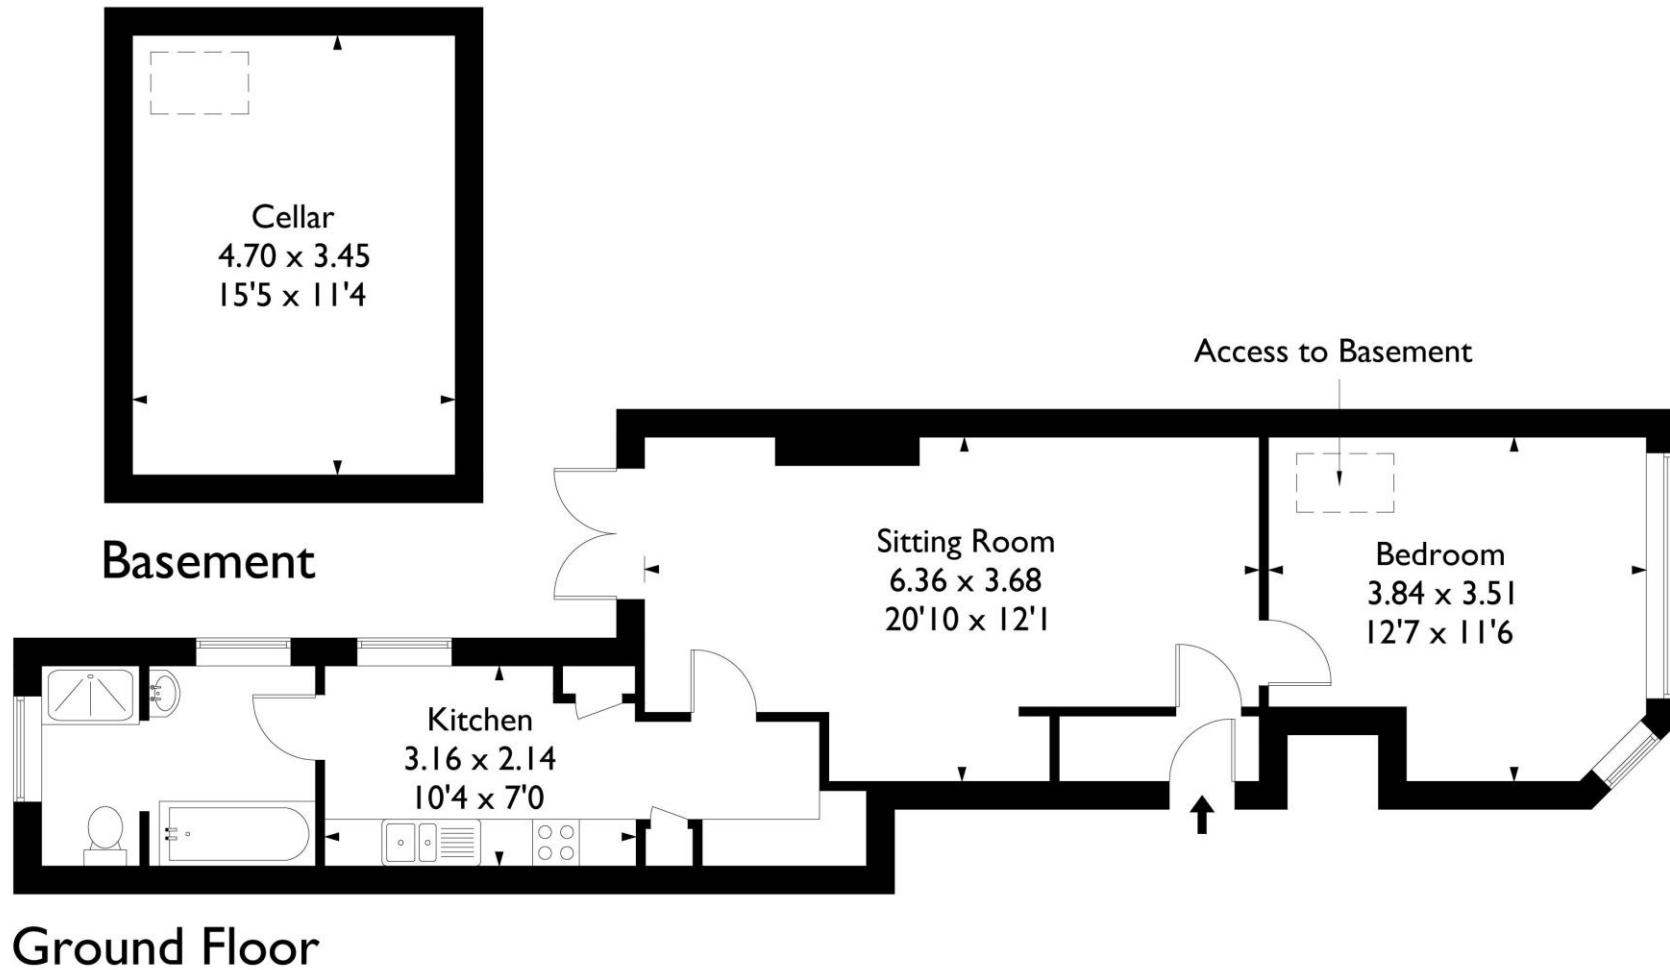 Cellar
4.70 x 3.45
15'5 x 11'4
Basement
Access to Basement
Sitting Room
6.36 x 3.68
20'10 x 12'1
Bedroom
3.84 x 3.51
12'7 x 11'6
Kitchen
3.16 x 2.14
10'4 x 7'0
Ground Floor